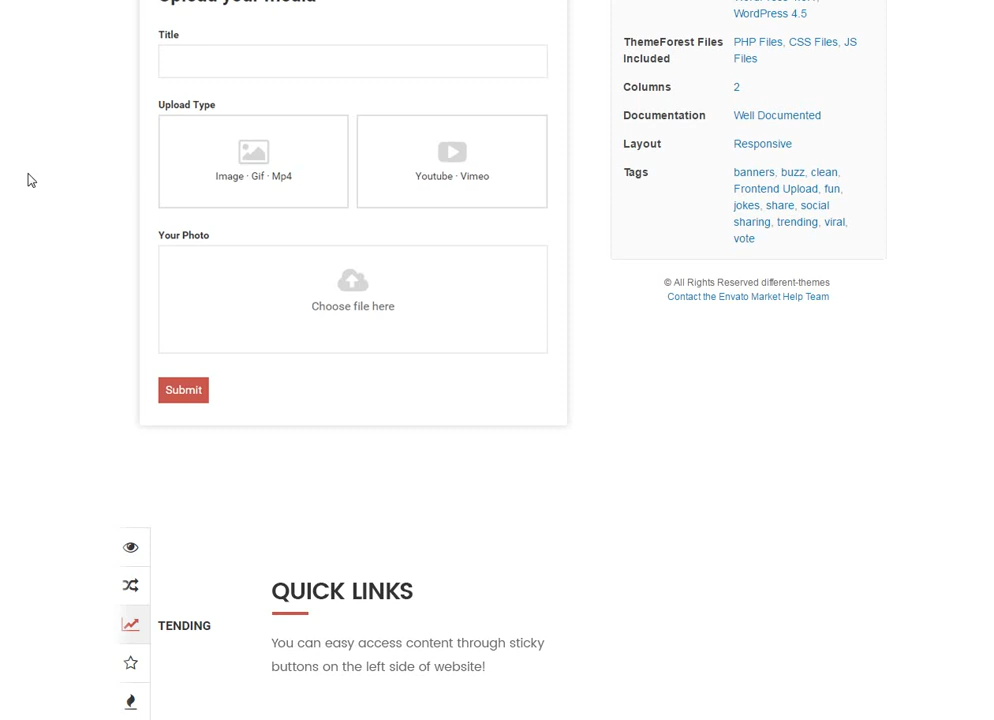 Upload your media
Title
Upload Type
Image · Gif · Mp4
Youtube · Vimeo
Your Photo
Choose file here
Submit
WordPress 4.5
ThemeForest Files
Included
PHP Files, CSS Files, JS
Files
Columns
2
Documentation
Well Documented
Layout
Responsive
Tags
banners, buzz, clean,
Frontend Upload, fun,
jokes, share, social
sharing, trending, viral,
vote
© All Rights Reserved different-themes
Contact the Envato Market Help Team
TENDING
QUICK LINKS
You can easy access content through sticky
buttons on the left side of website!